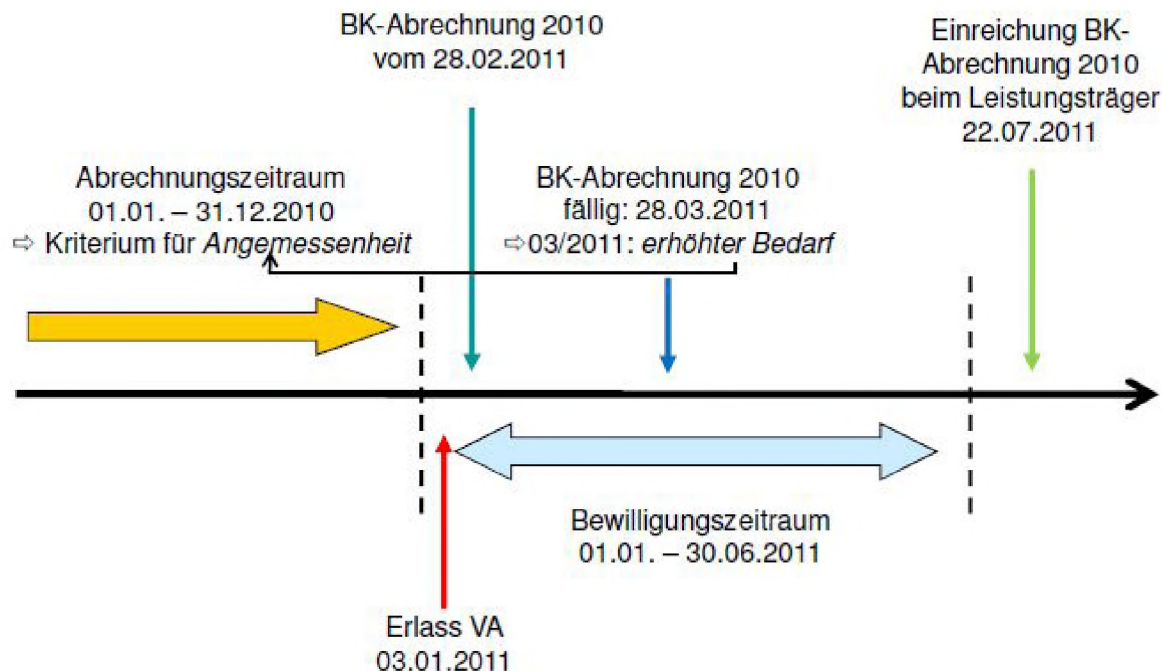 BK-Abrechnung 2010
vom 28.02.2011
Einreichung BK-
Abrechnung 2010
beim Leistungsträger
22.07.2011
Abrechnungszeitraum
01.01. – 31.12.2010
⇨ Kriterium für Angemessenheit
BK-Abrechnung 2010
fällig: 28.03.2011
⇨03/2011: erhöhter Bedarf
Bewilligungszeitraum
01.01. – 30.06.2011
Erlass VA
03.01.2011